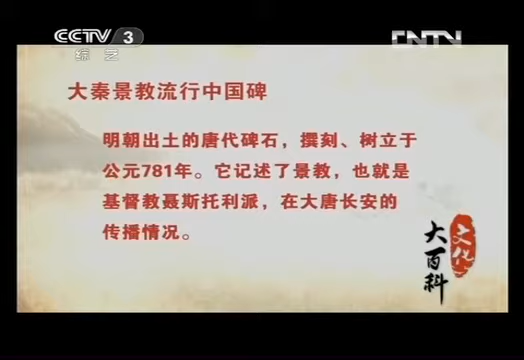 CCTV 3
综艺
CNTV
大秦景教流行中国碑
明朝出土的唐代碑石，撰刻、树立于
公元781年。它记述了景教，也就是
基督教聂斯托利派，在大唐长安的
传播情况。
文化
大百科